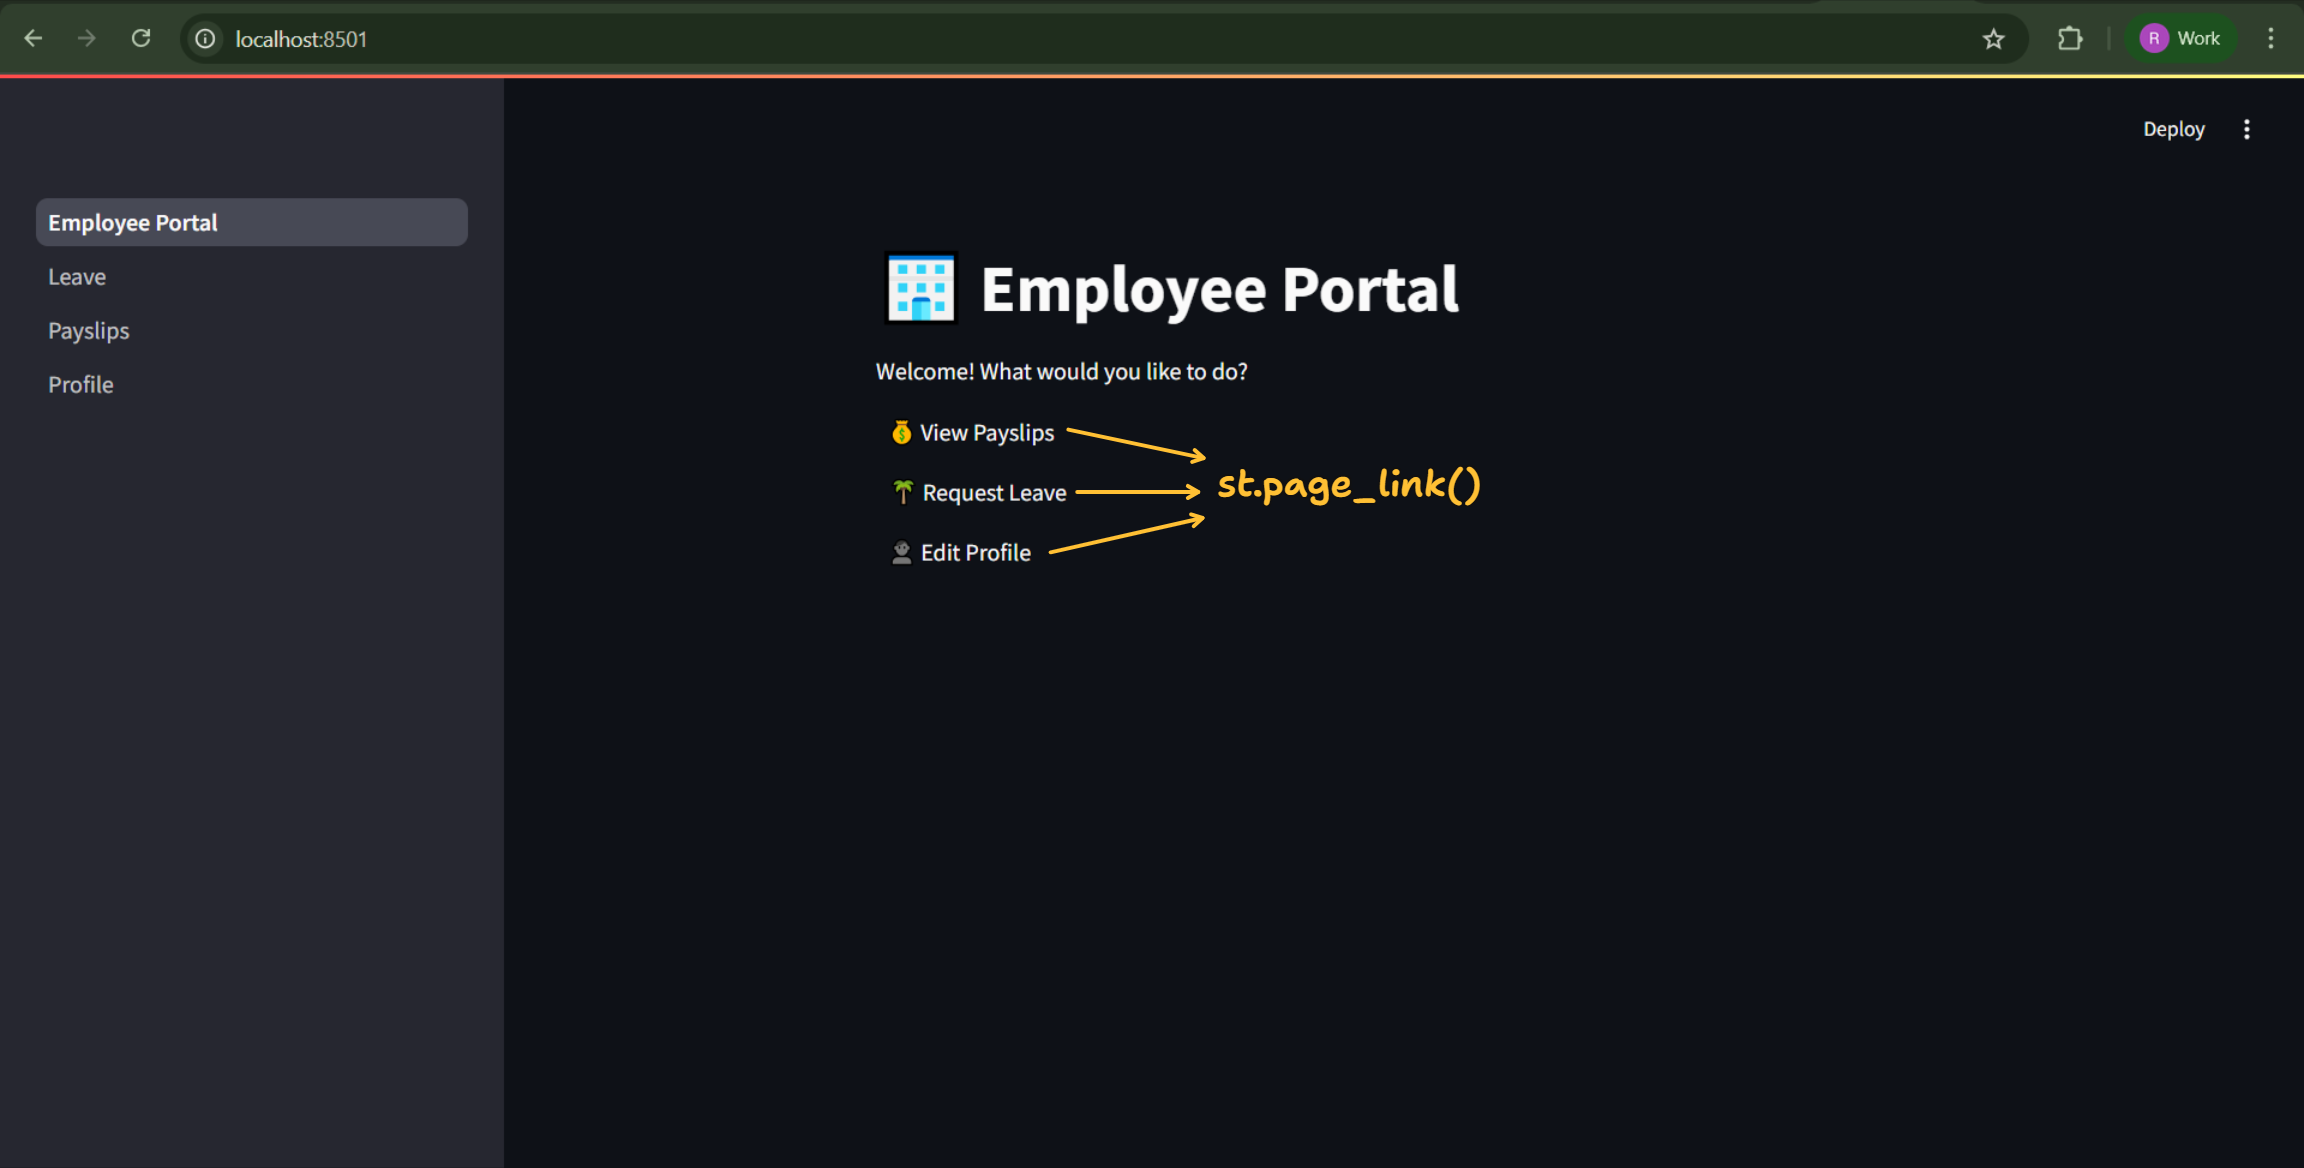 localhost:8501
R Work
Deploy
Employee Portal
Leave
Payslips
Profile
Employee Portal
Welcome! What would you like to do?
View Payslips
Request Leave
Edit Profile
st.page_link()